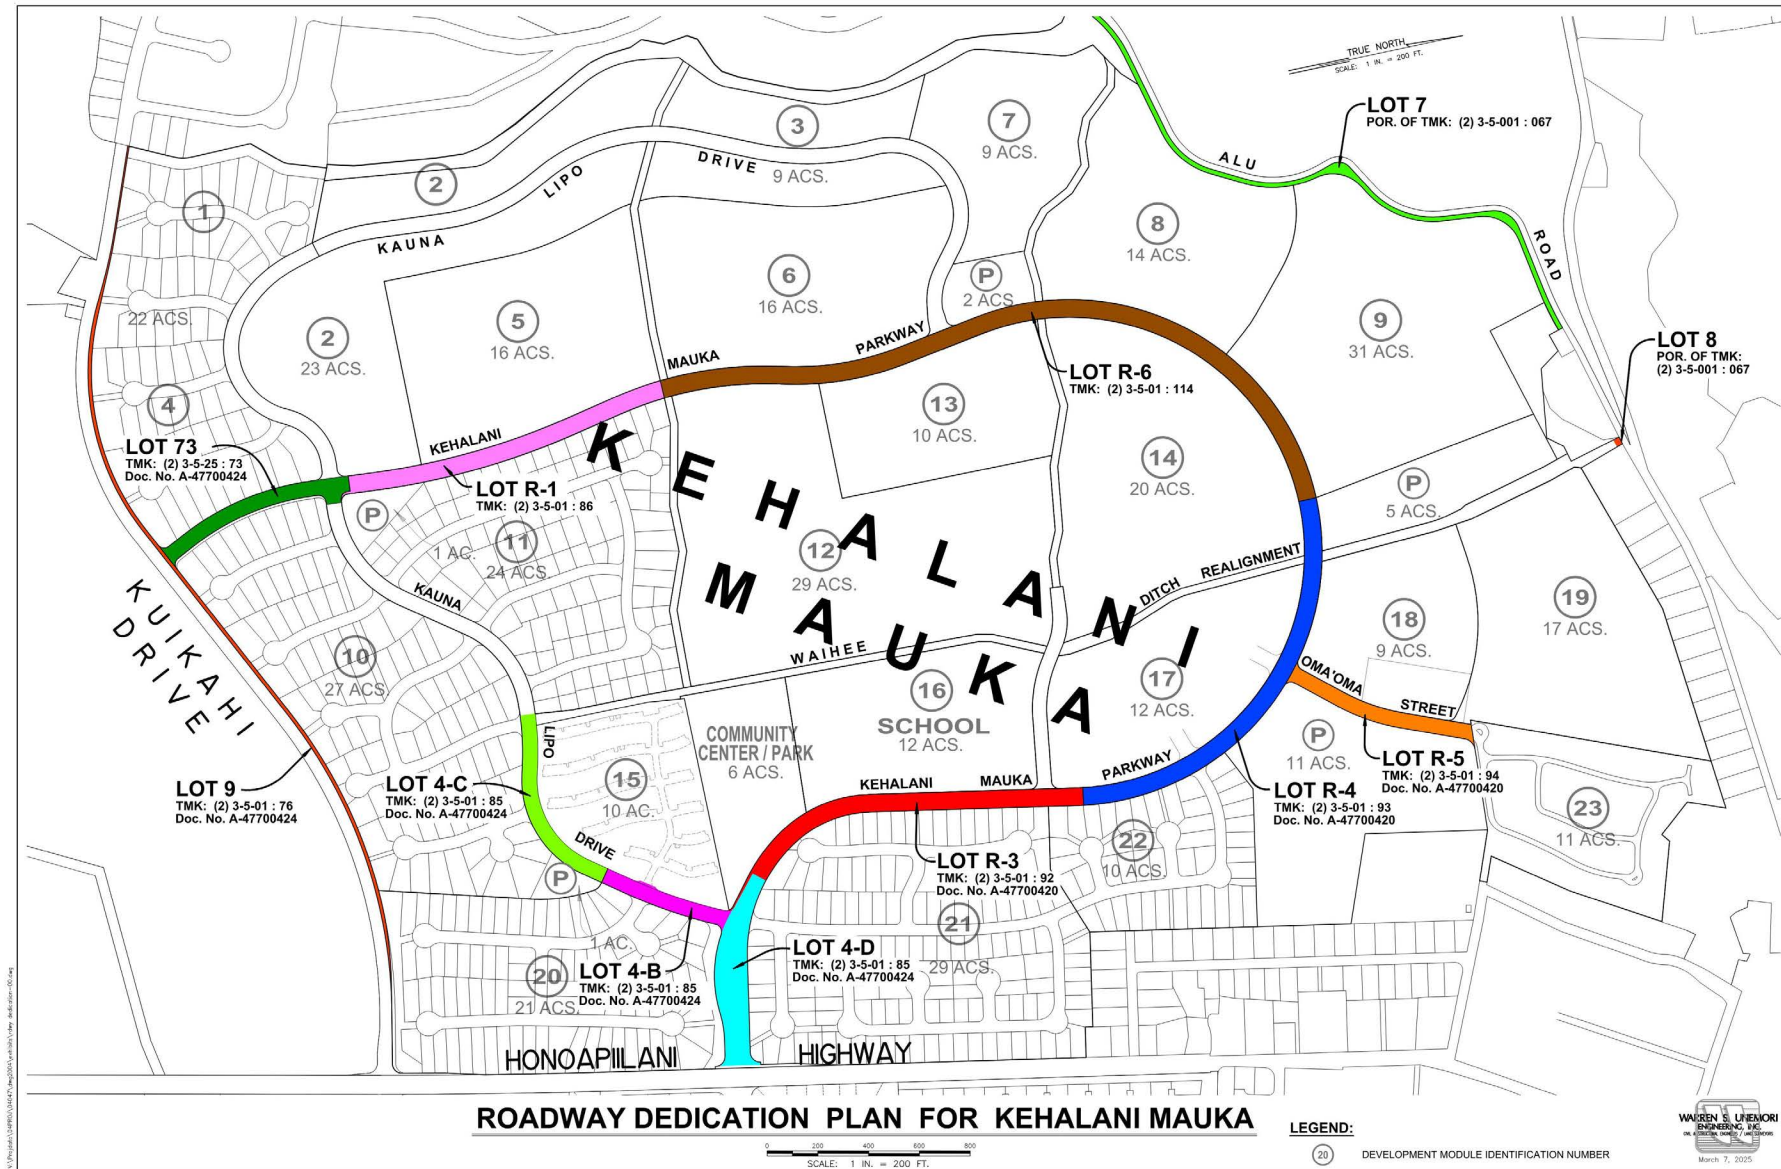 TRUE NORTH
SCALE: 1 IN. = 200 FT.
LOT 7
POR. OF TMK: (2) 3-5-001 : 067
3
9 ACS.
7
9 ACS.
ALU
ROAD
KAUNA
LIPO
DRIVE
2
1
22 ACS.
8
14 ACS.
6
16 ACS.
P
2 ACS.
5
16 ACS.
2
23 ACS.
9
31 ACS.
LOT 8
POR. OF TMK:
(2) 3-5-001 : 067
KEHALANI
MAUKA
PARKWAY
LOT R-6
TMK: (2) 3-5-01 : 114
4
13
10 ACS.
LOT 73
TMK: (2) 3-5-25 : 73
Doc. No. A-47700424
LOT R-1
TMK: (2) 3-5-01 : 86
14
20 ACS.
P
5 ACS.
P
1 AC.
11
24 ACS.
KEHALANI
MAUKA
12
29 ACS.
KAUNA
WAIHEE
DITCH
REALIGNMENT
KUIKAHI
DRIVE
10
27 ACS.
18
9 ACS.
19
17 ACS.
16
SCHOOL
12 ACS.
17
12 ACS.
OMA'OMA
STREET
COMMUNITY
CENTER / PARK
6 ACS.
LIPO
DRIVE
15
10 AC.
P
11 ACS.
LOT R-5
TMK: (2) 3-5-01 : 94
Doc. No. A-47700420
LOT 9
TMK: (2) 3-5-01 : 76
Doc. No. A-47700424
LOT 4-C
TMK: (2) 3-5-01 : 85
Doc. No. A-47700424
KEHALANI
MAUKA
PARKWAY
LOT R-4
TMK: (2) 3-5-01 : 93
Doc. No. A-47700420
23
11 ACS.
22
10 ACS.
LOT R-3
TMK: (2) 3-5-01 : 92
Doc. No. A-47700420
P
1 AC.
21
29 ACS.
20
21 ACS.
LOT 4-B
TMK: (2) 3-5-01 : 85
Doc. No. A-47700424
LOT 4-D
TMK: (2) 3-5-01 : 85
Doc. No. A-47700424
HONOAPIILANI HIGHWAY
ROADWAY DEDICATION PLAN FOR KEHALANI MAUKA
0 200 400 600 800
SCALE: 1 IN. = 200 FT.
LEGEND:
20 DEVELOPMENT MODULE IDENTIFICATION NUMBER
WARREN S. UNEMORI
ENGINEERING, INC.
March 7, 2025